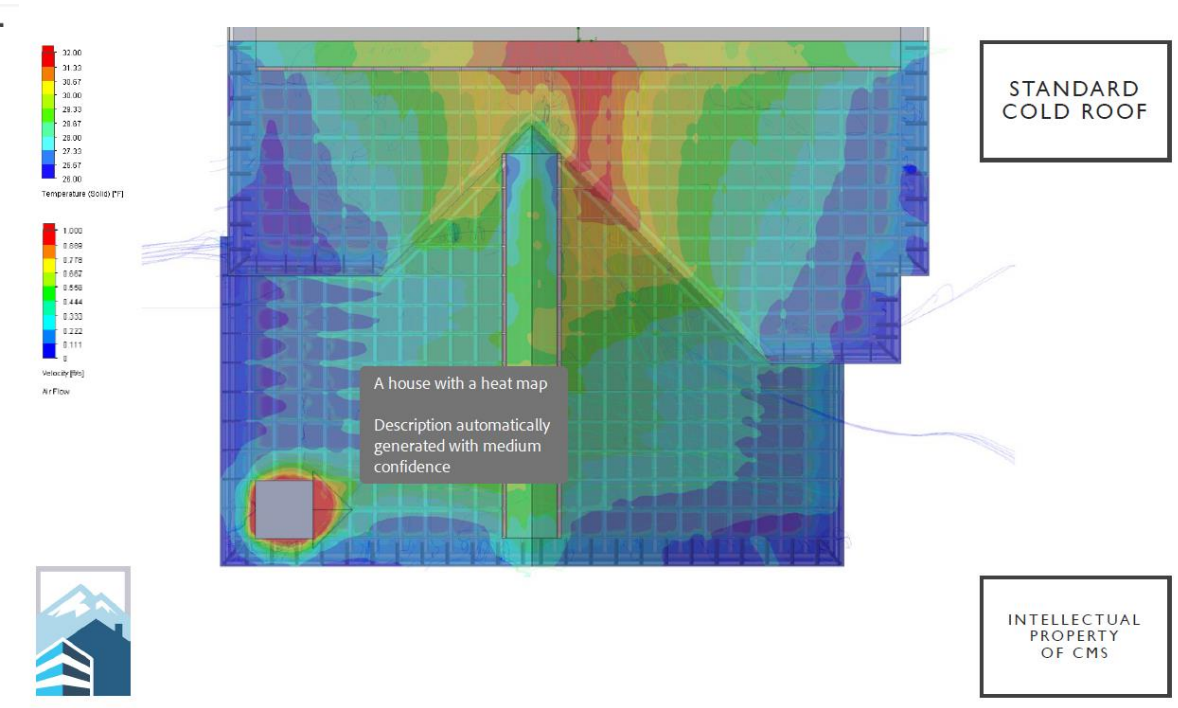 32.00
31.33
30.67
30.00
29.33
28.67
28.00
27.33
26.67
26.00
Temperature (Solid) [°F]
1.000
0.889
0.778
0.667
0.556
0.444
0.333
0.222
0.111
0
Velocity [ft/s]
Air Flow
STANDARD
COLD ROOF
A house with a heat map
Description automatically
generated with medium
confidence
INTELLECTUAL
PROPERTY
OF CMS